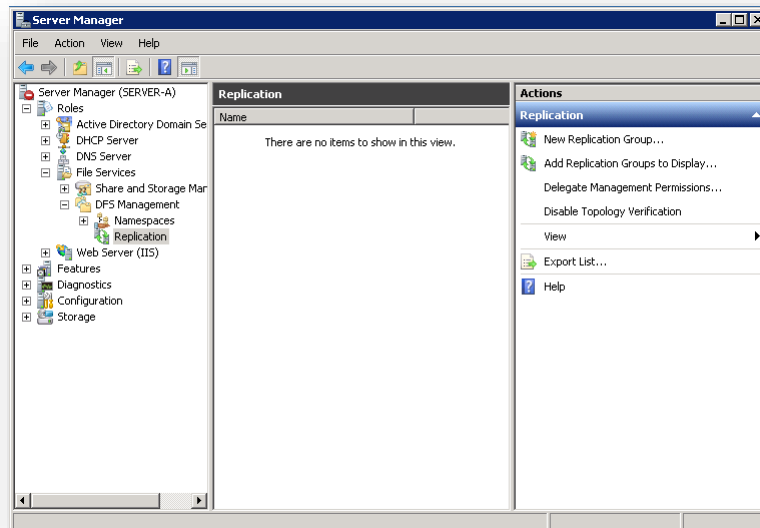 Server Manager
File Action View Help
Server Manager (SERVER-A)
Roles
Active Directory Domain Se
DHCP Server
DNS Server
File Services
Share and Storage Man
DFS Management
Namespaces
Replication
Web Server (IIS)
Features
Diagnostics
Configuration
Storage
Replication
Name
There are no items to show in this view.
Actions
Replication
New Replication Group...
Add Replication Groups to Display...
Delegate Management Permissions...
Disable Topology Verification
View
Export List...
Help